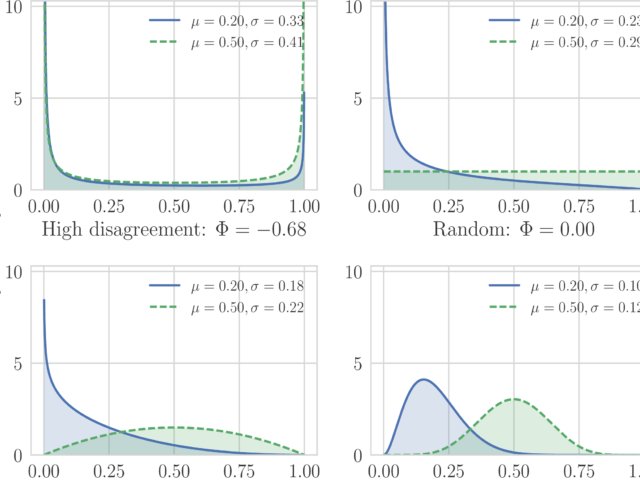 10
5
0
μ = 0.20, σ = 0.33
μ = 0.50, σ = 0.41
0.00 0.25 0.50 0.75 1.00
High disagreement: Φ = −0.68
10
5
0
μ = 0.20, σ = 0.23
μ = 0.50, σ = 0.29
0.00 0.25 0.50 0.75
Random: Φ = 0.00
10
5
0
μ = 0.20, σ = 0.18
μ = 0.50, σ = 0.22
0.00 0.25 0.50 0.75 1.00
10
5
0
μ = 0.20, σ = 0.10
μ = 0.50, σ = 0.12
0.00 0.25 0.50 0.75